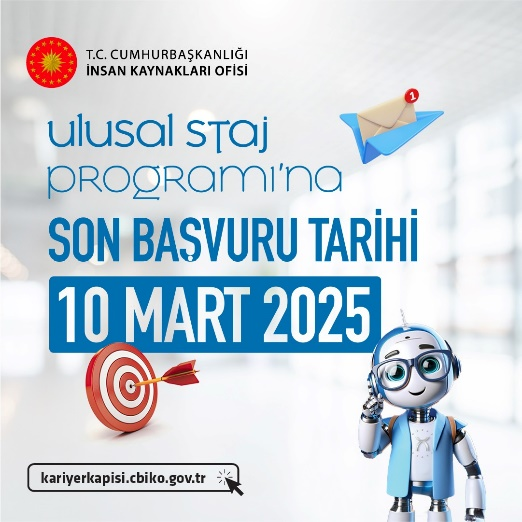 T.C. CUMHURBAŞKANLIĞI
İNSAN KAYNAKLARI OFİSİ
1
ulusal staj
programı'na
SON BAŞVURU TARİHİ
10 MART 2025
kariyerkapisi.cbiko.gov.tr